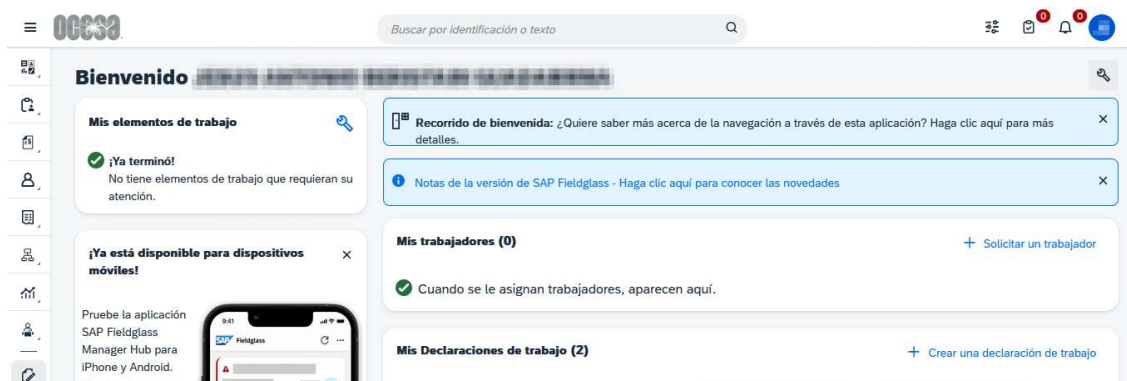 ocesa
Buscar por identificación o texto
0
0
Bienvenido
Mis elementos de trabajo
¡Ya terminó!
No tiene elementos de trabajo que requieran su
atención.
¡Ya está disponible para dispositivos
móviles!
Pruebe la aplicación
SAP Fieldglass
Manager Hub para
iPhone y Android.
9:41
SAP Fieldglass
Recorrido de bienvenida: ¿Quiere saber más acerca de la navegación a través de esta aplicación? Haga clic aquí para más
detalles.
Notas de la versión de SAP Fieldglass - Haga clic aquí para conocer las novedades
Mis trabajadores (0)
+ Solicitar un trabajador
Cuando se le asignan trabajadores, aparecen aquí.
Mis Declaraciones de trabajo (2)
+ Crear una declaración de trabajo